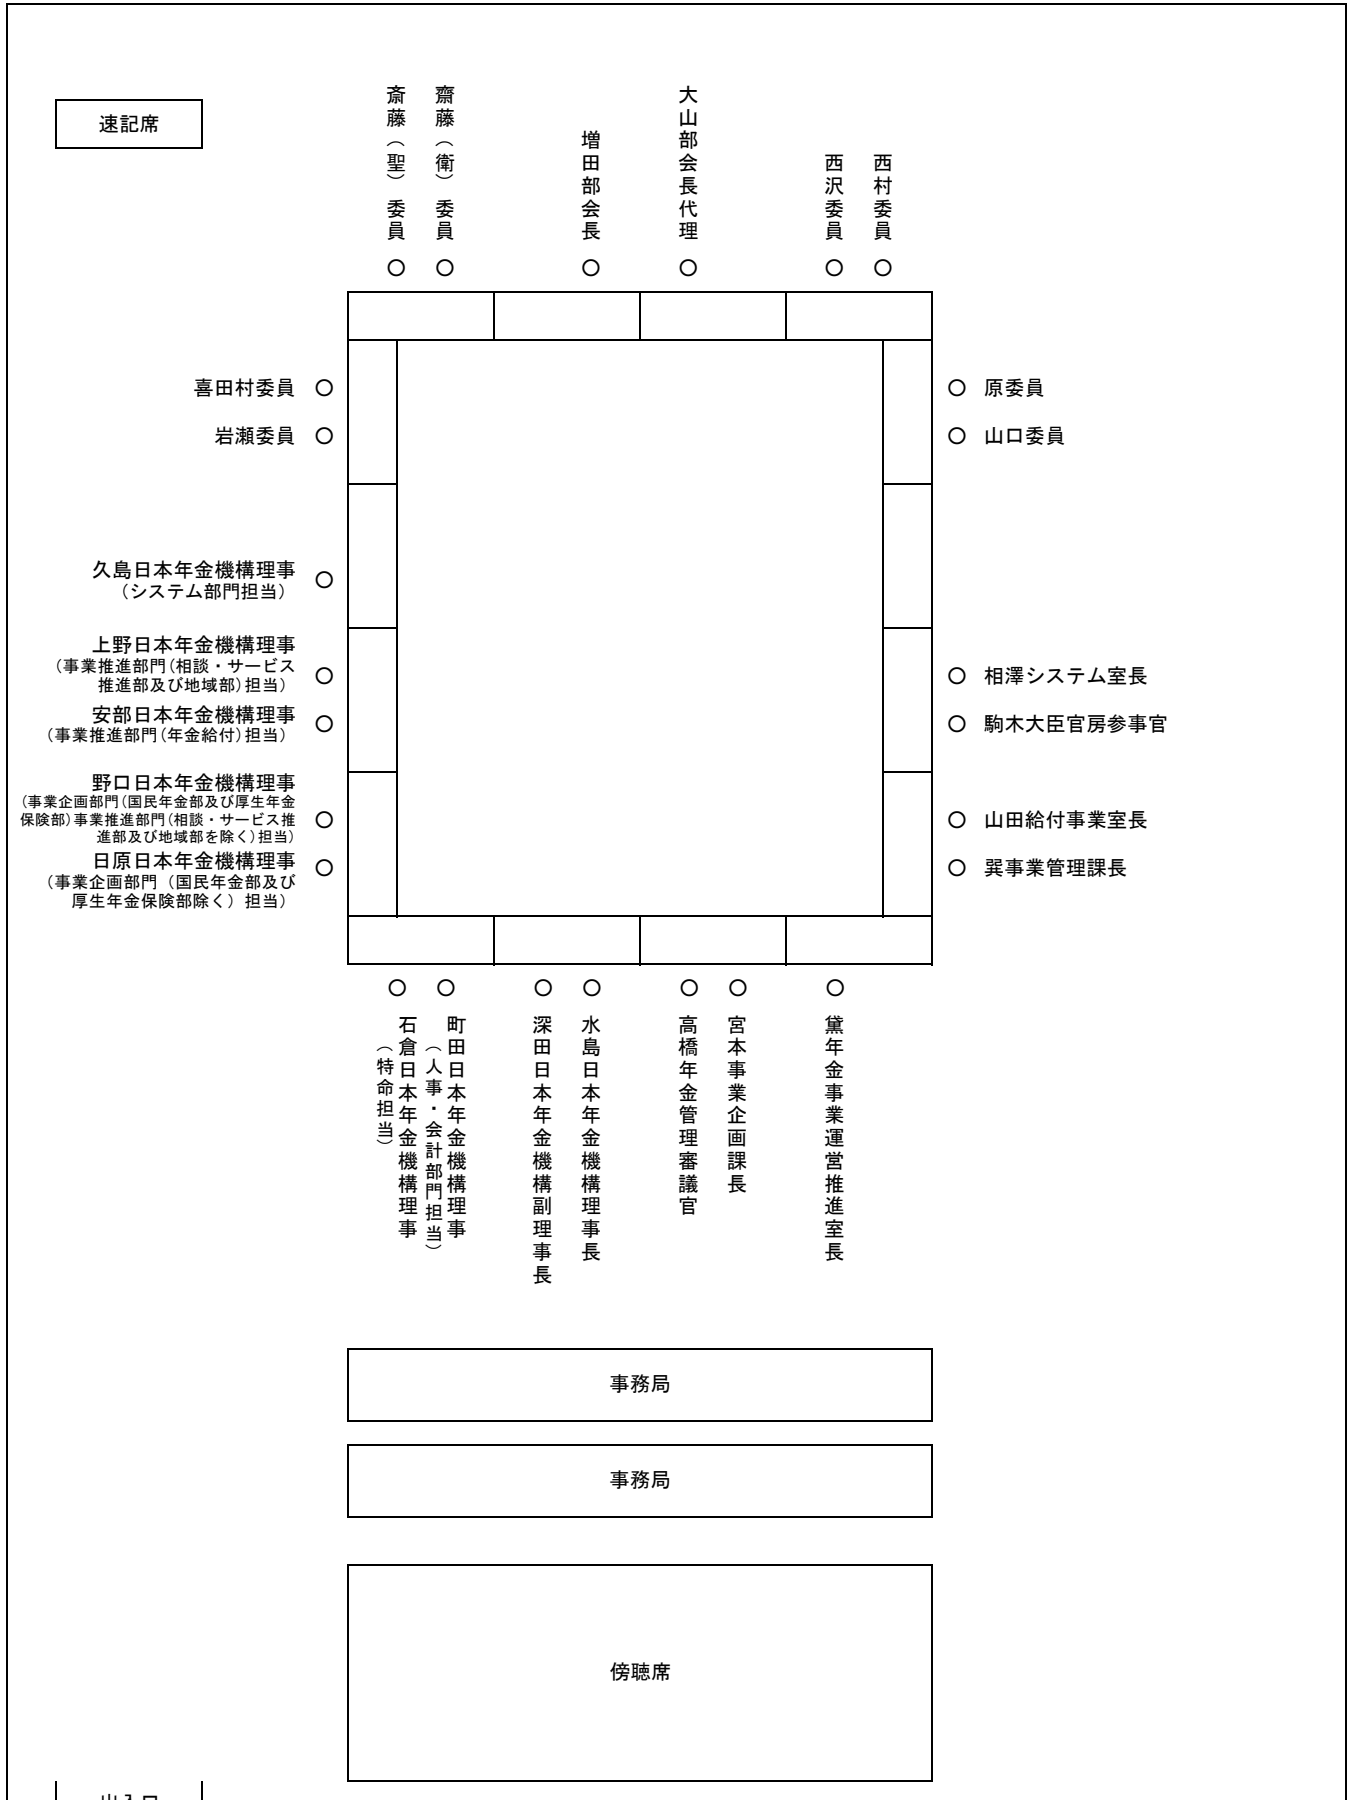 速記席
斎藤（聖）委員
齋藤（衛）委員
増田部会長
大山部会長代理
西沢委員
西村委員
喜田村委員
岩瀬委員
原委員
山口委員
久島日本年金機構理事
（システム部門担当）
上野日本年金機構理事
（事業推進部門（相談・サービス
推進部及び地域部）担当）
安部日本年金機構理事
（事業推進部門（年金給付）担当）
野口日本年金機構理事
（事業企画部門（国民年金部及び厚生年金
保険部）事業推進部門（相談・サービス推
進部及び地域部を除く）担当）
日原日本年金機構理事
（事業企画部門（国民年金部及び
厚生年金保険部除く）担当）
相澤システム室長
駒木大臣官房参事官
山田給付事業室長
巽事業管理課長
石倉日本年金機構理事
（特命担当）
町田日本年金機構理事
（人事・会計部門担当）
深田日本年金機構副理事長
水島日本年金機構理事長
高橋年金管理審議官
宮本事業企画課長
黛年金事業運営推進室長
事務局
事務局
傍聴席
出入口